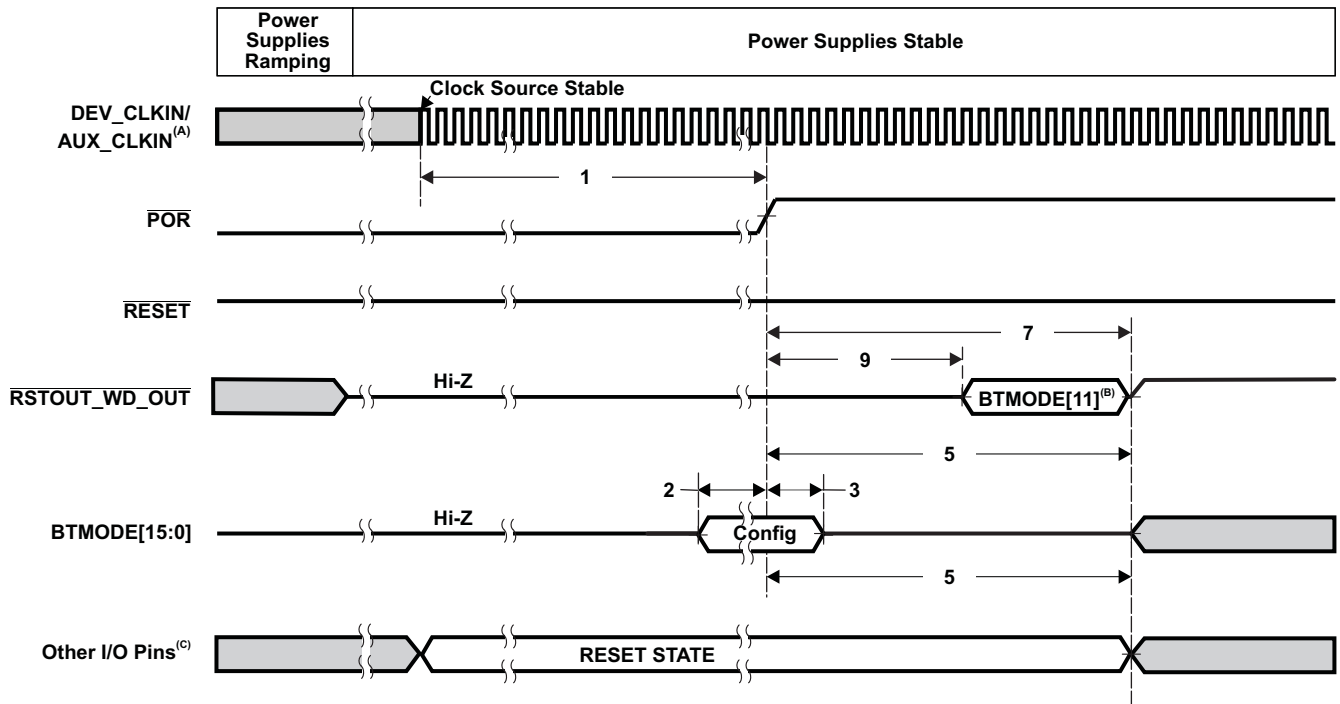 Power
Supplies
Ramping
Power Supplies Stable
Clock Source Stable
DEV_CLKIN/
AUX_CLKIN(A)
1
POR
RESET
7
9
Hi-Z
RSTOUT_WD_OUT
BTMODE[11](B)
5
2
3
Hi-Z
BTMODE[15:0]
Config
5
Other I/O Pins(C)
RESET STATE